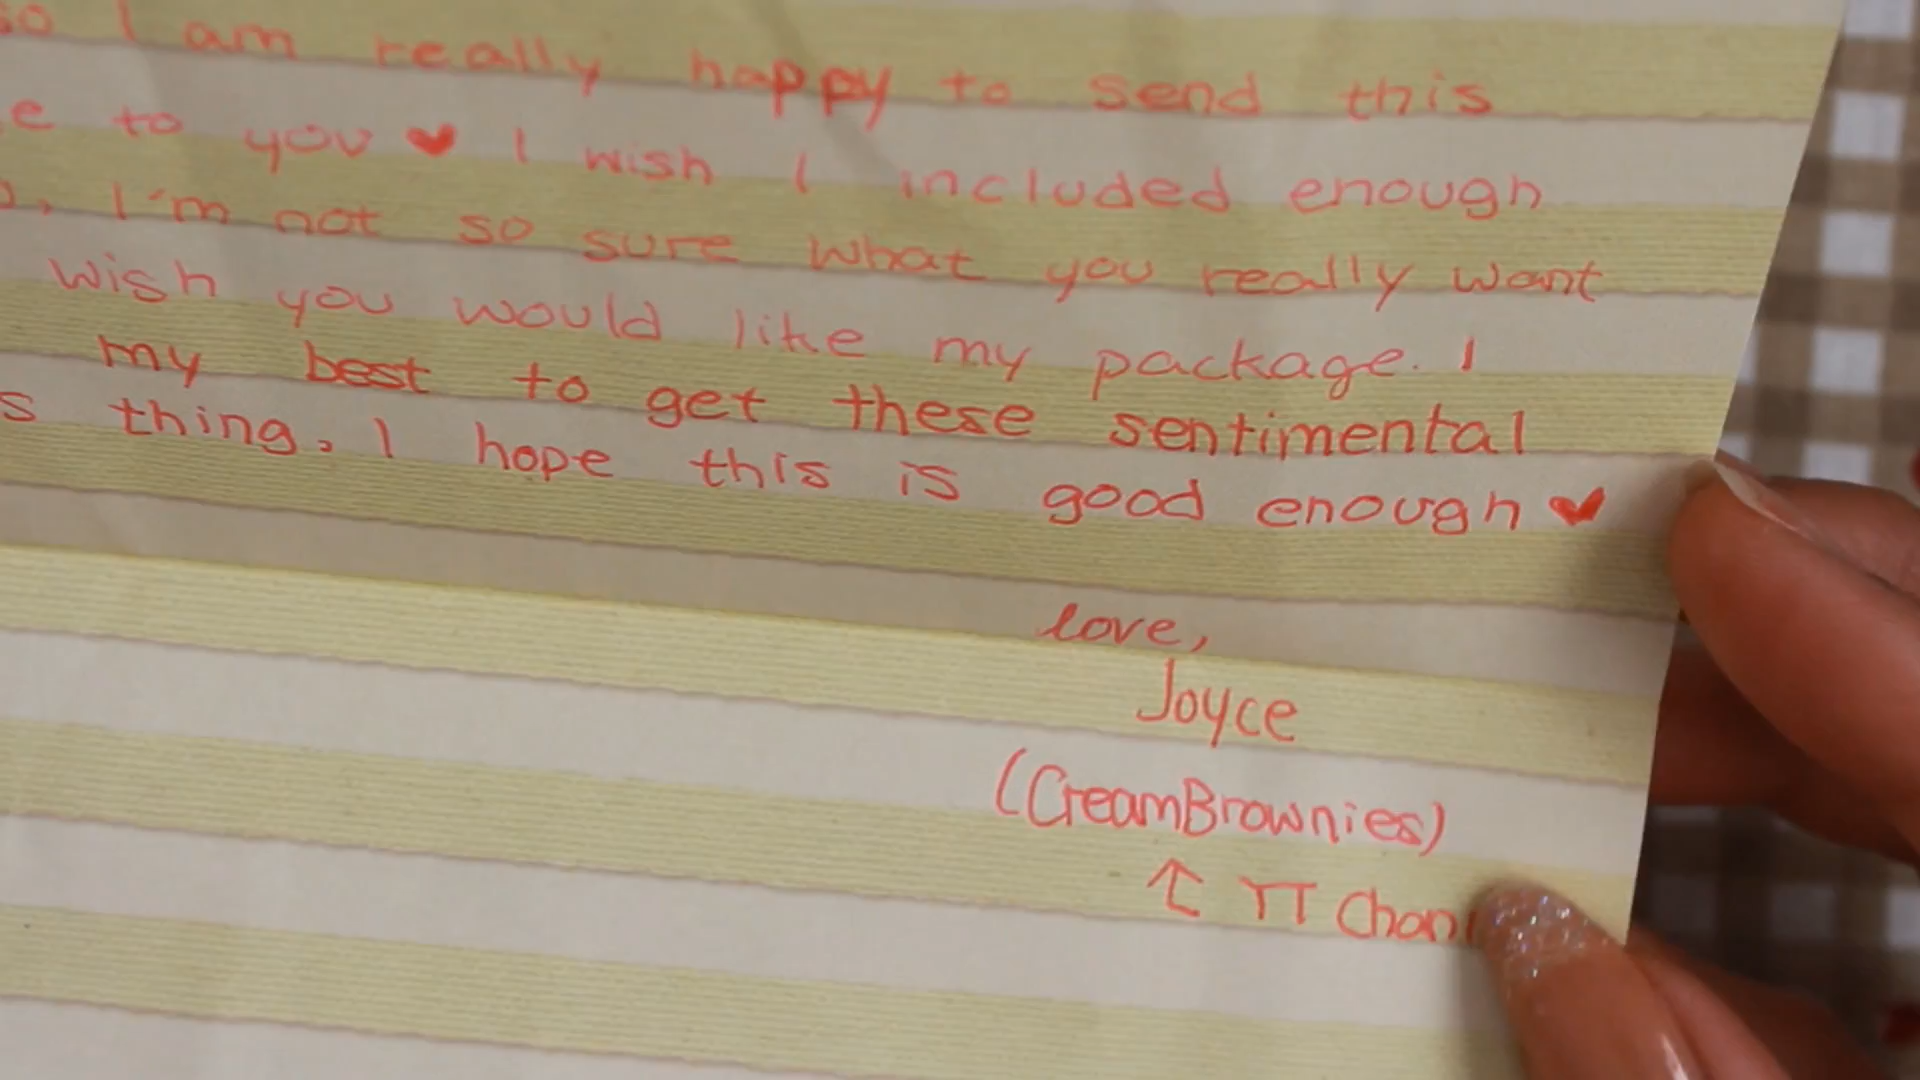 so I am really happy to send this
e to you ♥ I wish I included enough
, I'm not so sure what you really want
wish you would like my package. I
my best to get these sentimental
s thing, I hope this is good enough ♥
love,
Joyce
(CreamBrownies)
↑ YT Chan